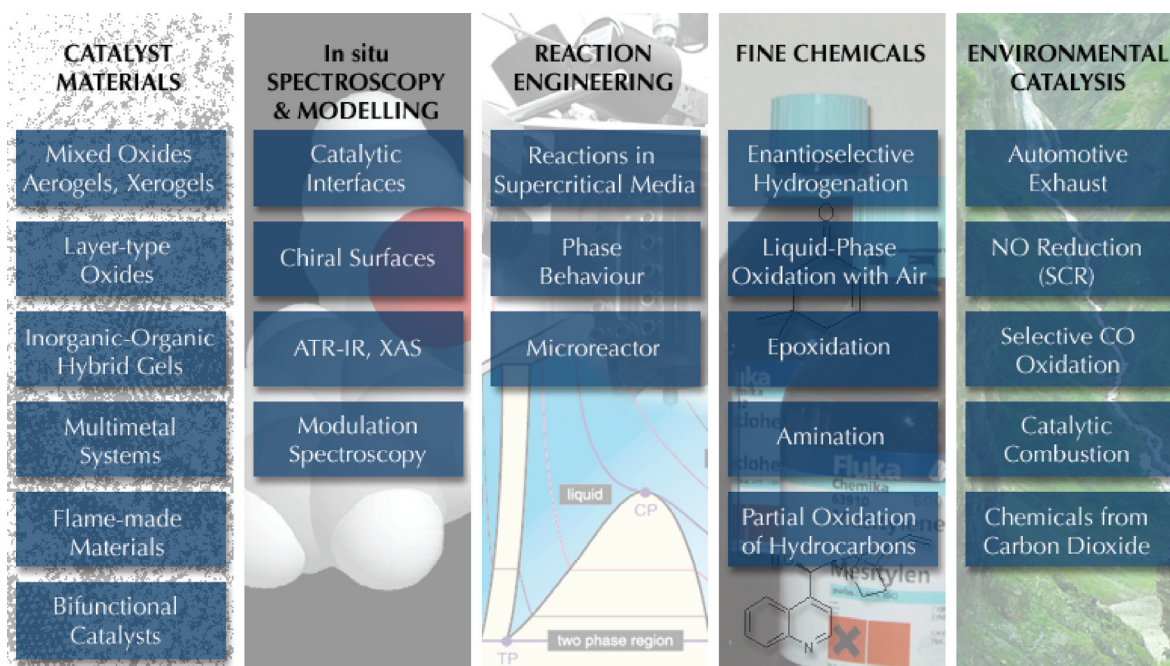 CATALYST
MATERIALS
Mixed Oxides
Aerogels, Xerogels
Layer-type
Oxides
Inorganic-Organic
Hybrid Gels
Multimetal
Systems
Flame-made
Materials
Bifunctional
Catalysts
In situ
SPECTROSCOPY
& MODELLING
Catalytic
Interfaces
Chiral Surfaces
ATR-IR, XAS
Modulation
Spectroscopy
REACTION
ENGINEERING
Reactions in
Supercritical Media
Phase
Behaviour
Microreactor
liquid
CP
two phase region
TP
FINE CHEMICALS
Enantioselective
Hydrogenation
O
Liquid-Phase
Oxidation with Air
Epoxidation
Amination
Fluka
Chemika
Partial Oxidation
of Hydrocarbons
Mesitylen
N
ENVIRONMENTAL
CATALYSIS
Automotive
Exhaust
NO Reduction
(SCR)
Selective CO
Oxidation
Catalytic
Combustion
Chemicals from
Carbon Dioxide